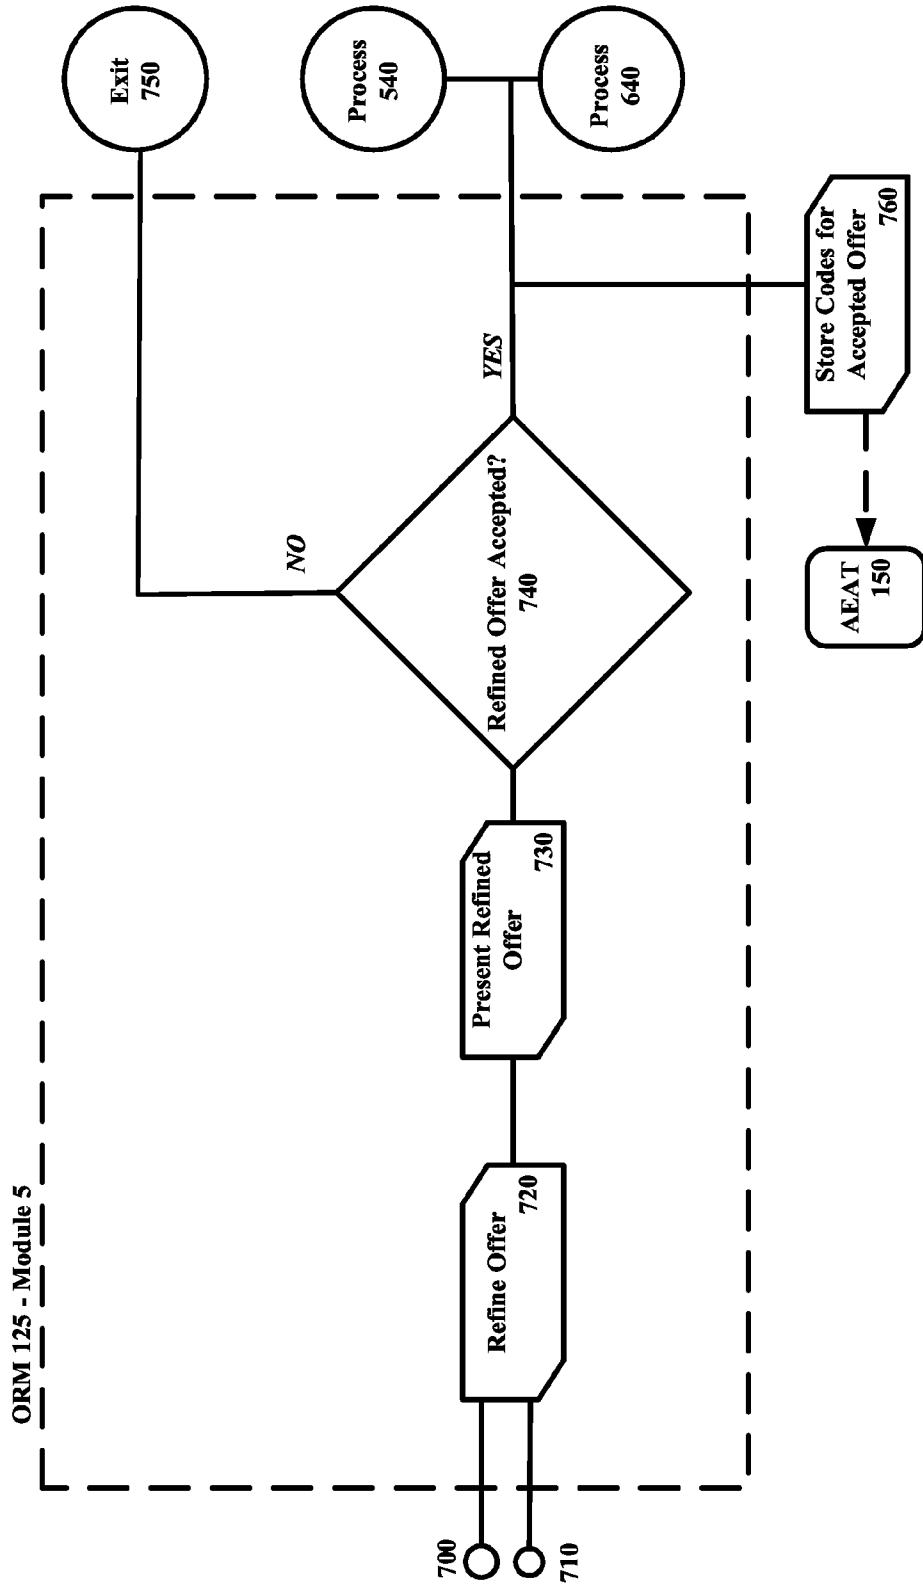 ORM 125 - Module 5
700
710
Refine Offer
720
Present Refined
Offer
730
Refined Offer Accepted?
740
NO
YES
Exit
750
Process
540
Process
640
Store Codes for
Accepted Offer
760
AEAT
150